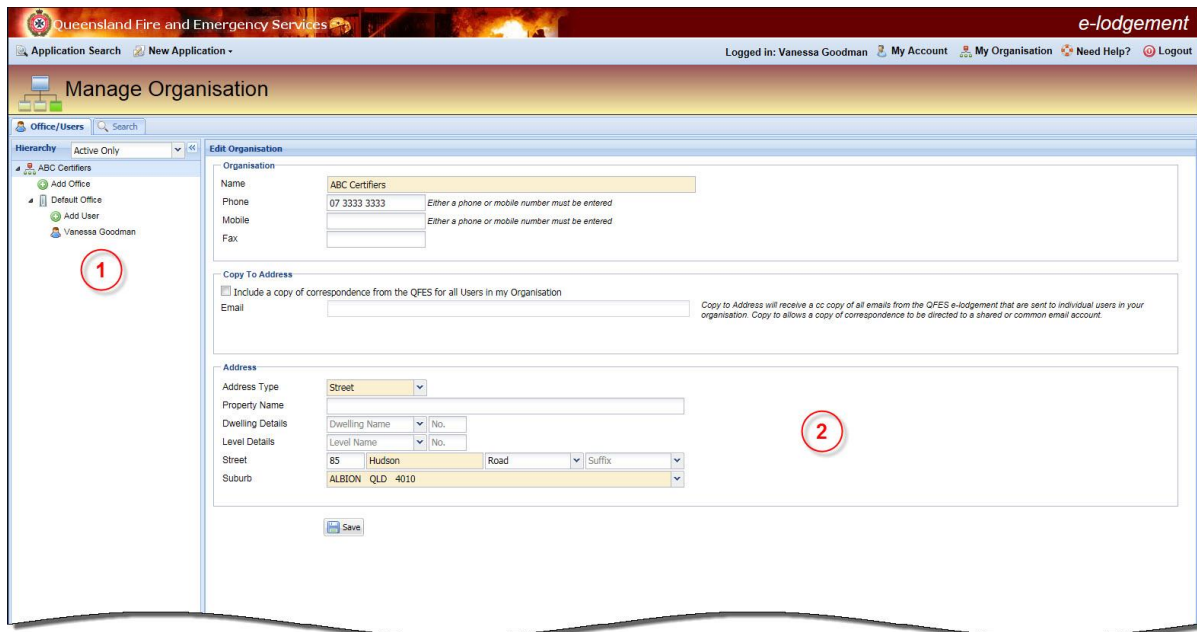 Queensland Fire and Emergency Services
e-lodgement
Application Search New Application
Logged in: Vanessa Goodman My Account My Organisation Need Help? Logout
Manage Organisation
Office/Users Search
Hierarchy Active Only
ABC Certifiers
Add Office
Default Office
Add User
Vanessa Goodman
1
Edit Organisation
Organisation
Name ABC Certifiers
Phone 07 3333 3333 Either a phone or mobile number must be entered
Mobile Either a phone or mobile number must be entered
Fax
Copy To Address
Include a copy of correspondence from the QFES for all Users in my Organisation
Email
Copy to Address will receive a cc copy of all emails from the QFES e-lodgement that are sent to individual users in your
organisation. Copy to allows a copy of correspondence to be directed to a shared or common email account.
Address
Address Type Street
Property Name
Dwelling Details Dwelling Name No.
Level Details Level Name No.
Street 85 Hudson Road Suffix
Suburb ALBION QLD 4010
2
Save